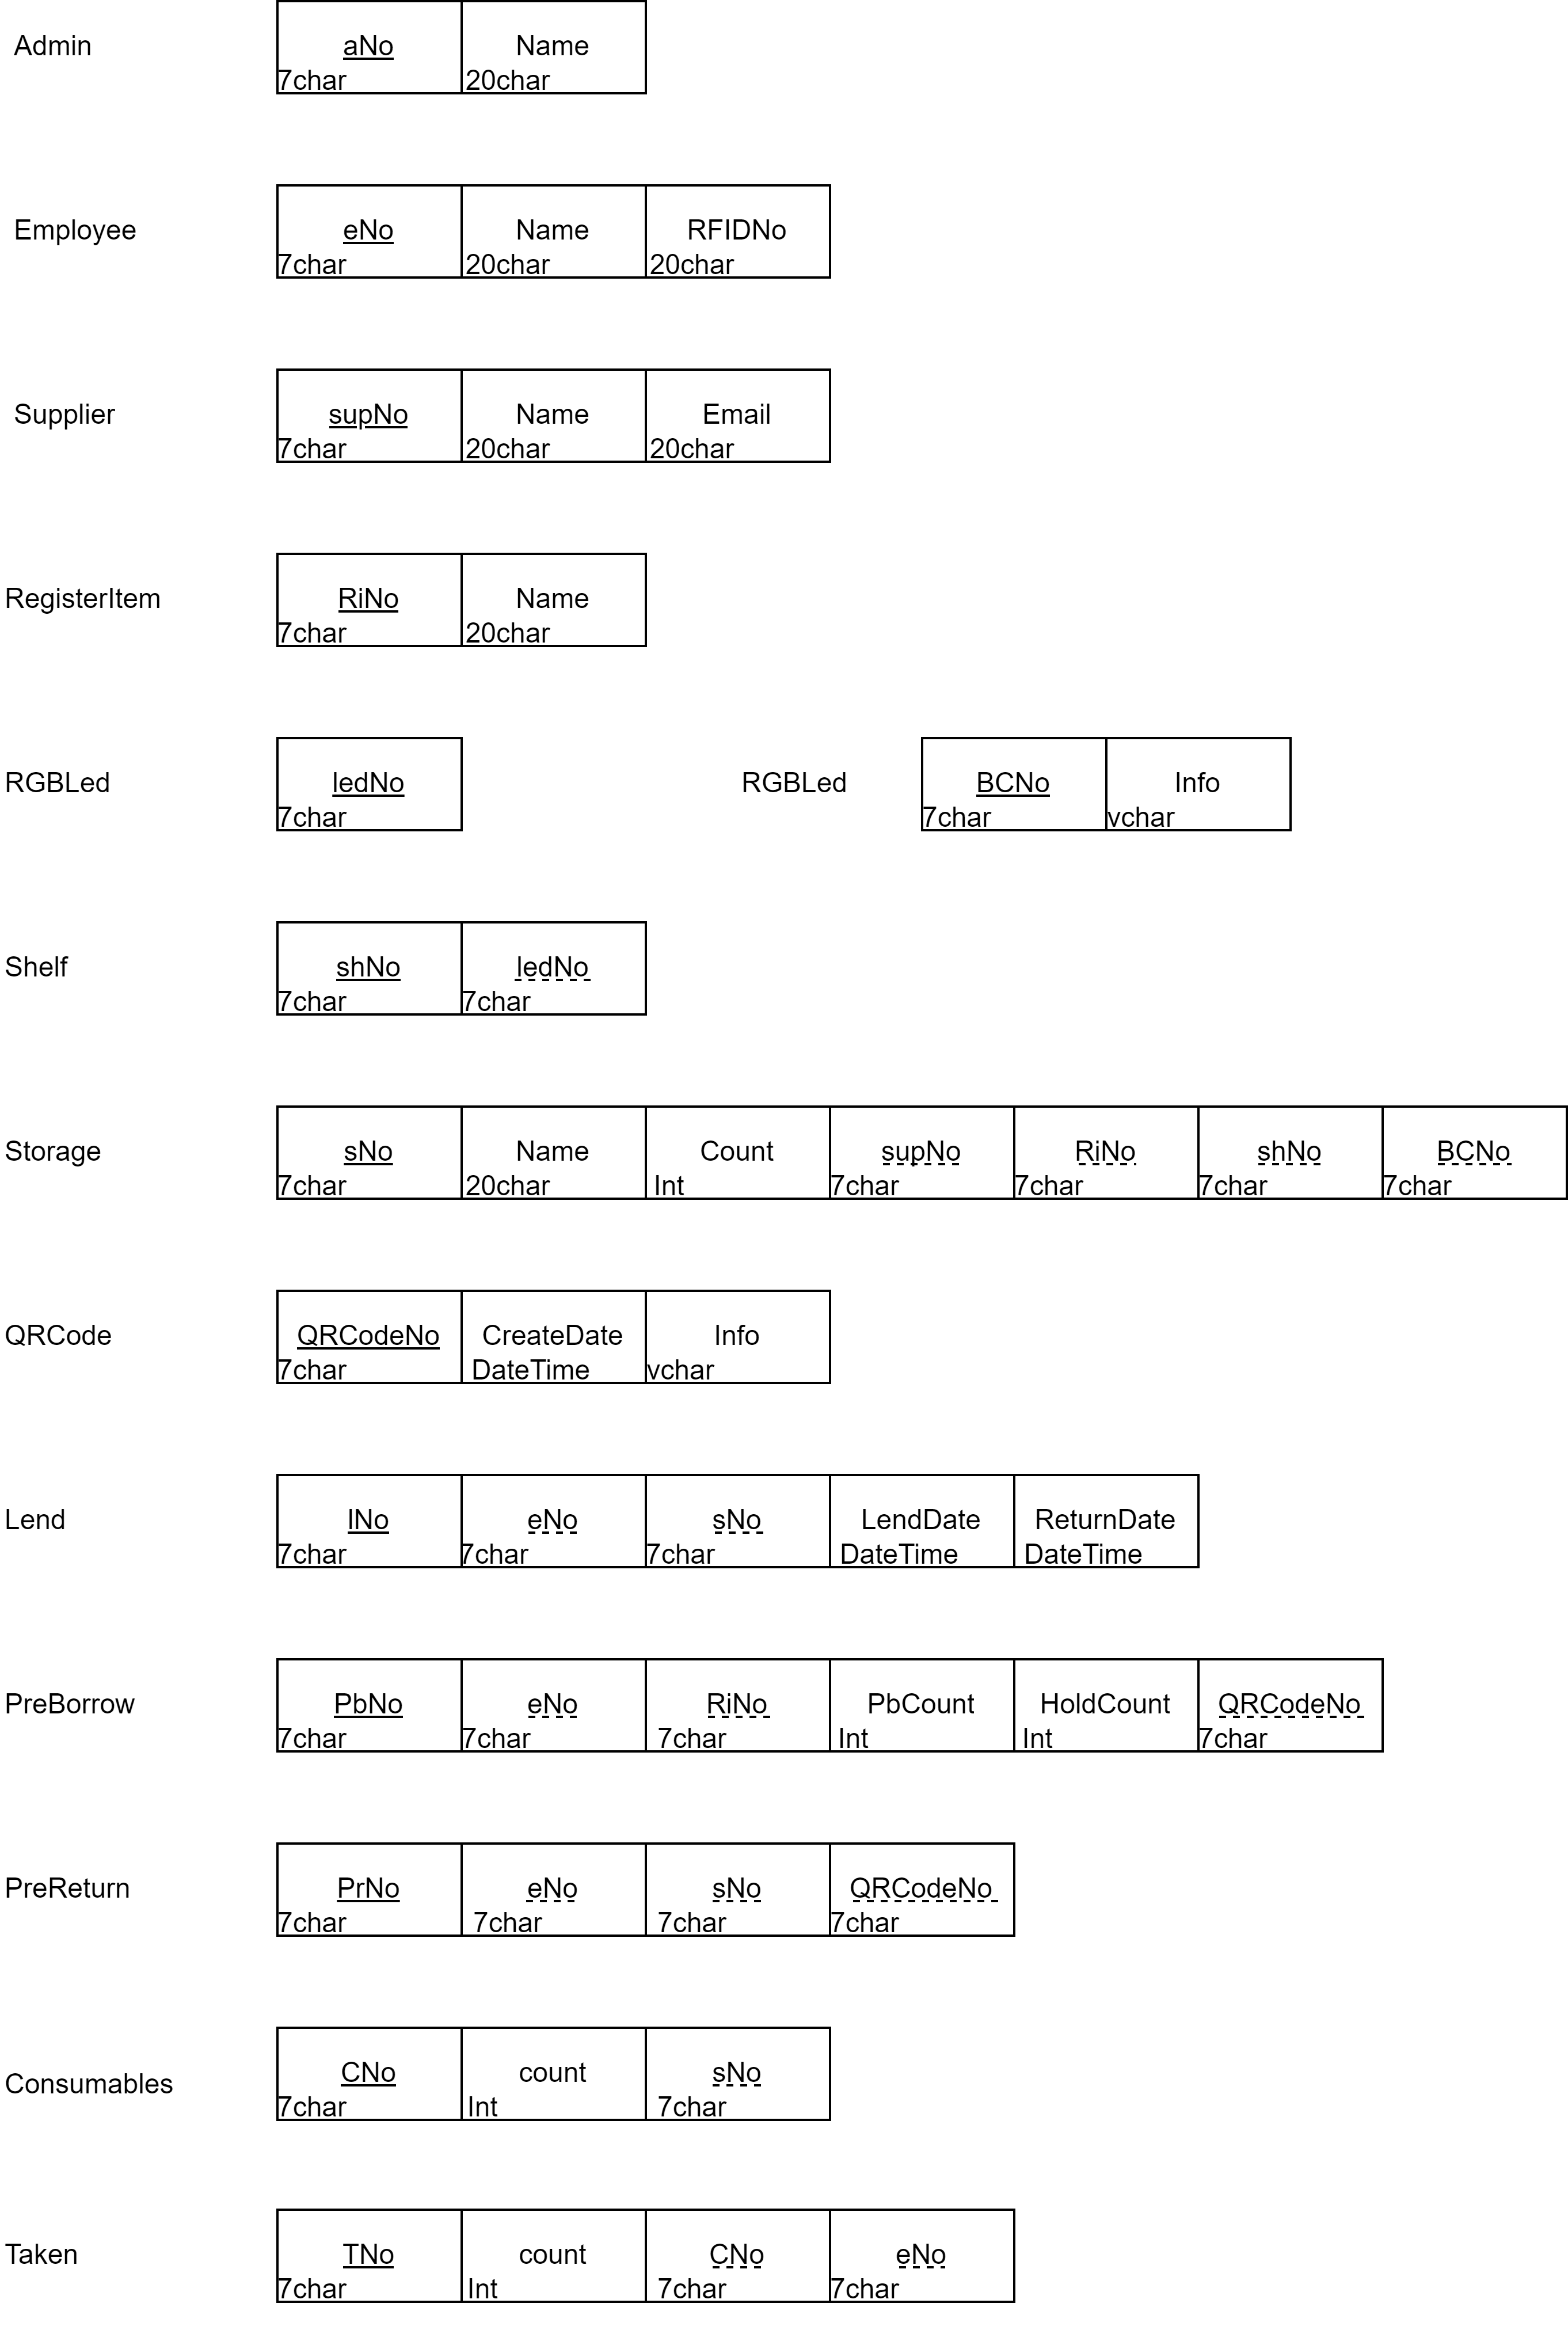 Admin
aNo Name
7char 20char
Employee
eNo Name RFIDNo
7char 20char 20char
Supplier
supNo Name Email
7char 20char 20char
RegisterItem
RiNo Name
7char 20char
RGBLed
ledNo
7char
RGBLed
BCNo Info
7char vchar
Shelf
shNo ledNo
7char 7char
Storage
sNo Name Count supNo RiNo shNo BCNo
7char 20char Int 7char 7char 7char 7char
QRCode
QRCodeNo CreateDate Info
7char DateTime vchar
Lend
lNo eNo sNo LendDate ReturnDate
7char 7char 7char DateTime DateTime
PreBorrow
PbNo eNo RiNo PbCount HoldCount QRCodeNo
7char 7char 7char Int Int 7char
PreReturn
PrNo eNo sNo QRCodeNo
7char 7char 7char 7char
Consumables
CNo count sNo
7char Int 7char
Taken
TNo count CNo eNo
7char Int 7char 7char